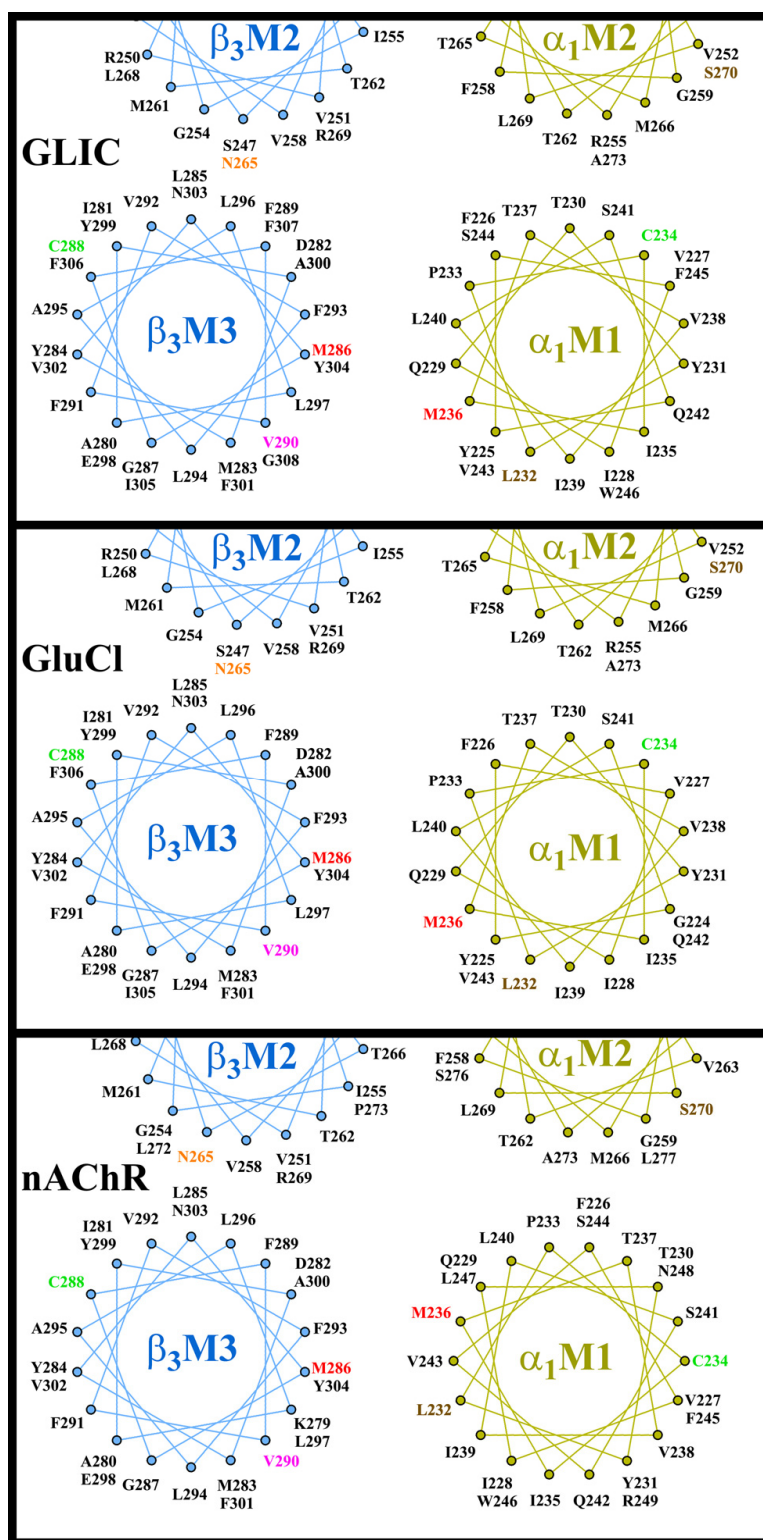 β3M2
I255
R250
L268
T262
M261
V251
R269
G254
V258
S247
N265
α1M2
T265
V252
S270
F258
G259
L269
M266
T262
R255
A273
GLIC
L285
N303
V292
L296
I281
Y299
F289
F307
C288
F306
D282
A300
A295
F293
β3M3
Y284
V302
M286
Y304
F291
L297
A280
E298
V290
G308
G287
I305
L294
M283
F301
T230
T237
S241
F226
S244
C234
P233
V227
F245
L240
V238
α1M1
Q229
Y231
M236
Q242
Y225
V243
I235
L232
I239
I228
W246
β3M2
I255
R250
L268
T262
M261
V251
R269
G254
V258
S247
N265
α1M2
T265
V252
S270
F258
G259
L269
M266
T262
R255
A273
GluCl
L285
N303
V292
L296
I281
Y299
F289
C288
F306
D282
A300
A295
F293
β3M3
Y284
V302
M286
Y304
F291
L297
A280
E298
V290
G287
I305
L294
M283
F301
T230
T237
S241
F226
C234
P233
V227
L240
V238
α1M1
Q229
Y231
M236
G224
Q242
Y225
V243
I235
L232
I239
I228
β3M2
L268
T266
M261
I255
P273
G254
L272
T262
N265
V258
V251
R269
α1M2
F258
S276
V263
L269
S270
T262
G259
L277
A273
M266
nAChR
L285
N303
V292
L296
I281
Y299
F289
C288
D282
A300
A295
F293
β3M3
Y284
V302
M286
Y304
F291
K279
L297
A280
E298
V290
G287
L294
M283
F301
F226
S244
P233
T237
L240
T230
N248
Q229
L247
M236
S241
V243
C234
α1M1
L232
V227
F245
I239
V238
I228
W246
Y231
R249
I235
Q242